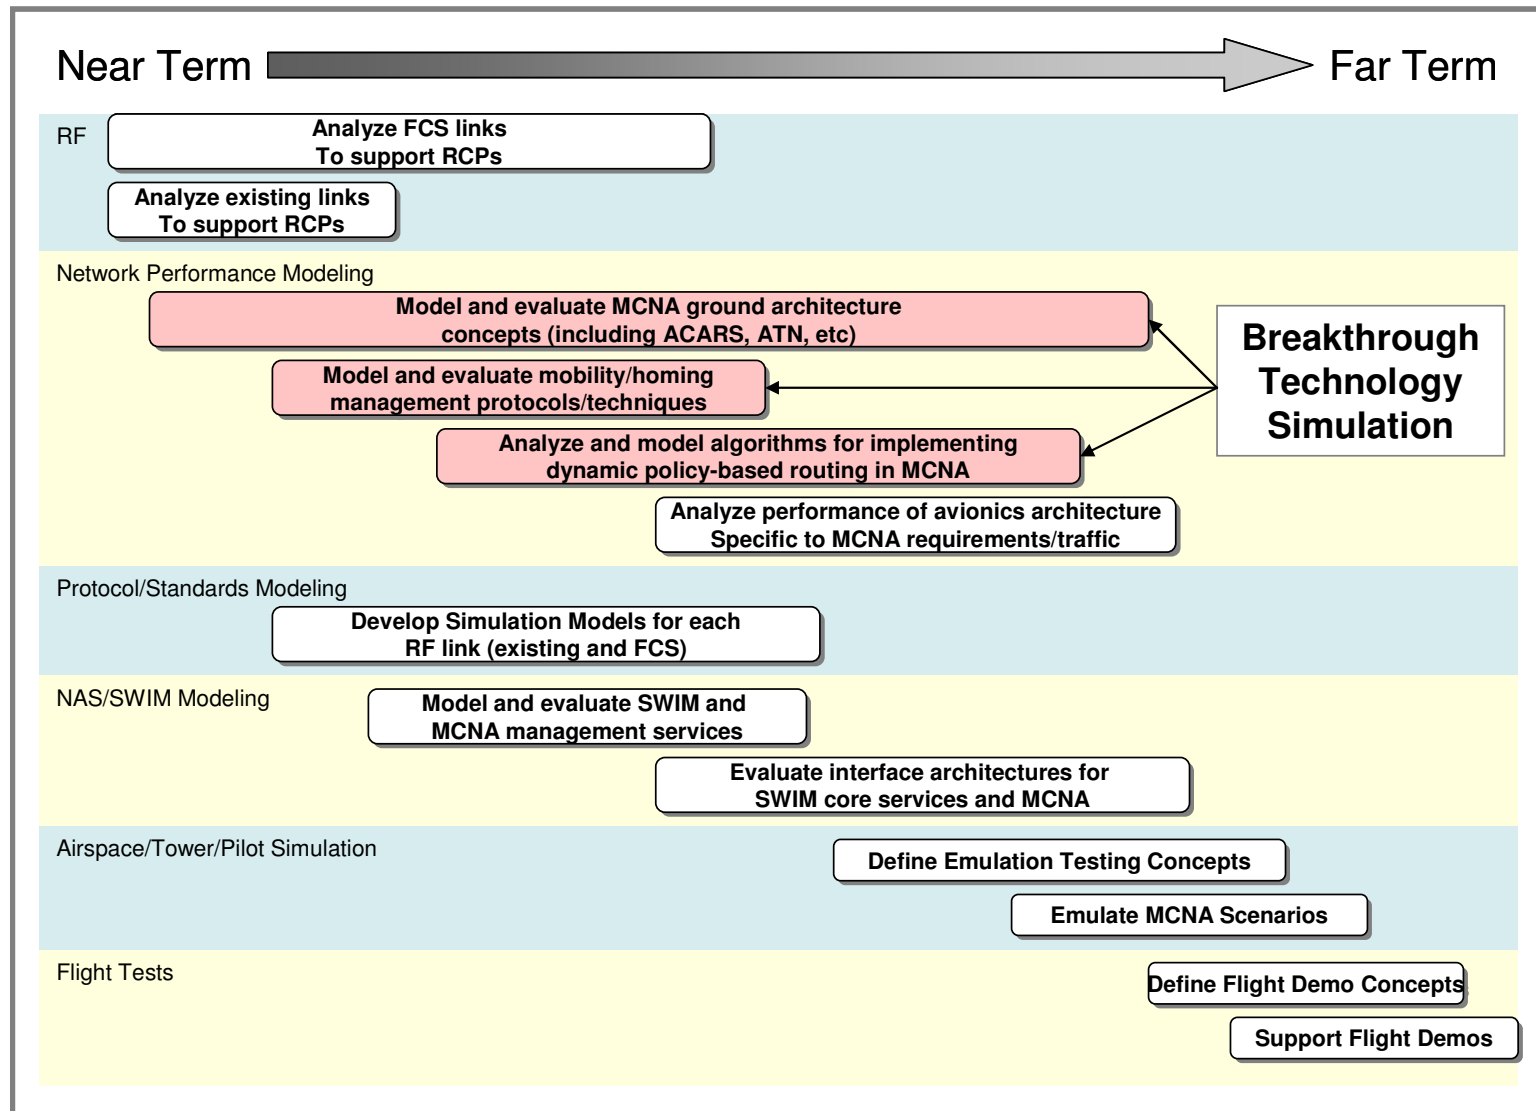 Near Term
Far Term
RF
Analyze FCS links
To support RCPs
Analyze existing links
To support RCPs
Network Performance Modeling
Model and evaluate MCNA ground architecture
concepts (including ACARS, ATN, etc)
Model and evaluate mobility/homing
management protocols/techniques
Analyze and model algorithms for implementing
dynamic policy-based routing in MCNA
Analyze performance of avionics architecture
Specific to MCNA requirements/traffic
Breakthrough
Technology
Simulation
Protocol/Standards Modeling
Develop Simulation Models for each
RF link (existing and FCS)
NAS/SWIM Modeling
Model and evaluate SWIM and
MCNA management services
Evaluate interface architectures for
SWIM core services and MCNA
Airspace/Tower/Pilot Simulation
Define Emulation Testing Concepts
Emulate MCNA Scenarios
Flight Tests
Define Flight Demo Concepts
Support Flight Demos